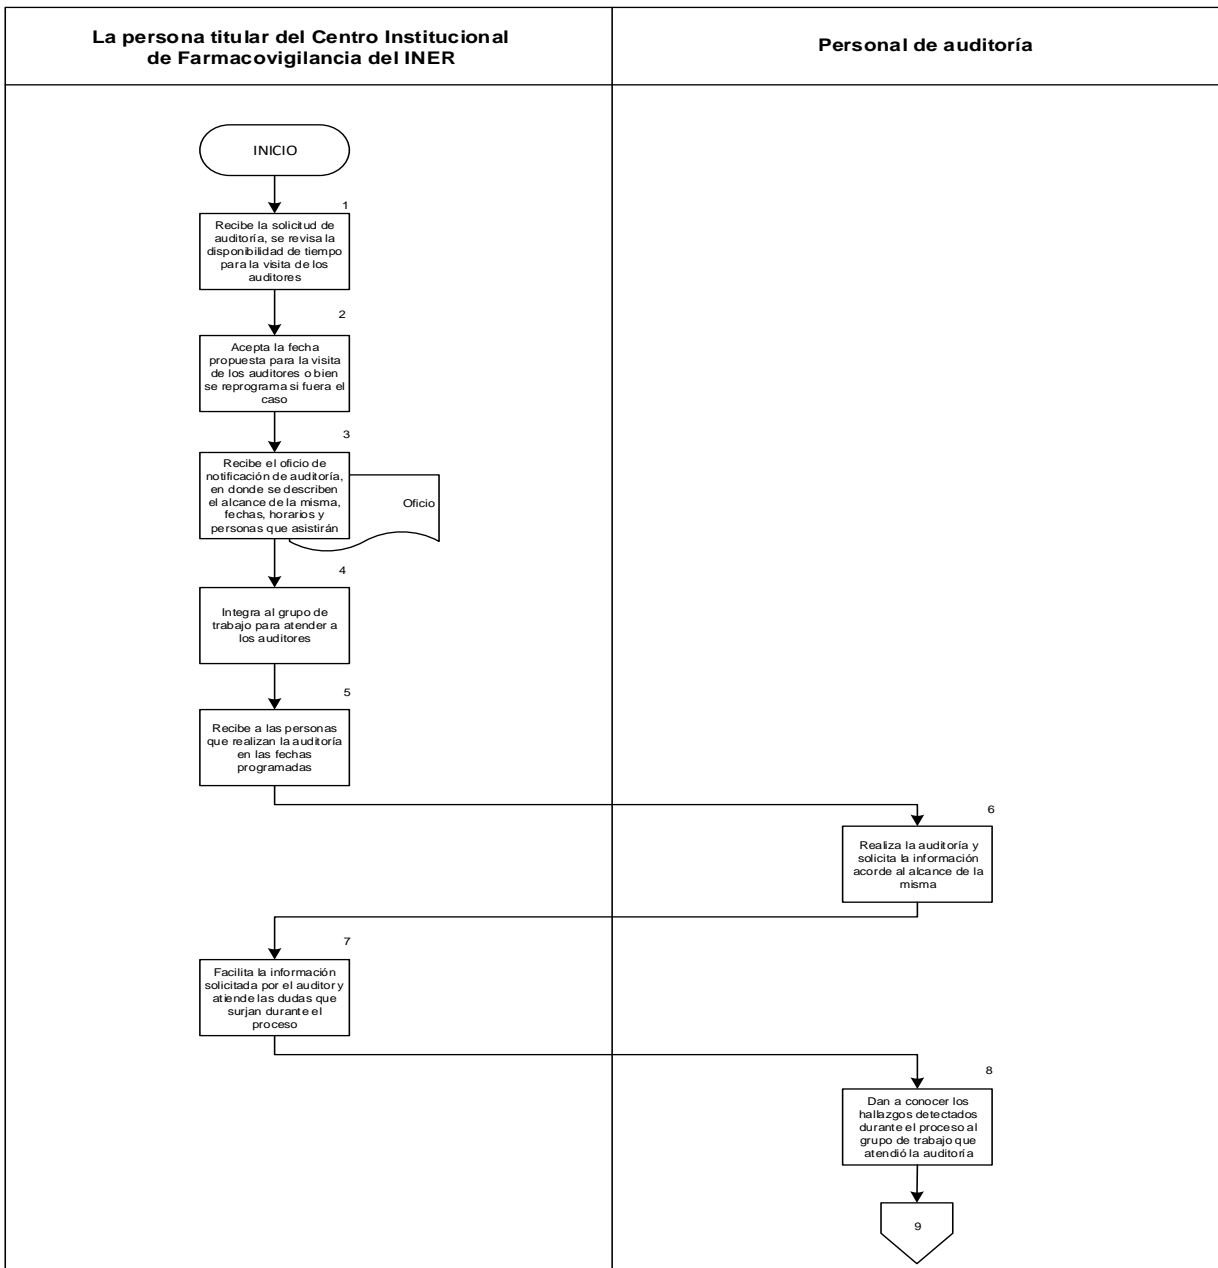 La persona titular del Centro Institucional
de Farmacovigilancia del INER
Personal de auditoría
INICIO
1
Recibe la solicitud de
auditoría, se revisa la
disponibilidad de tiempo
para la visita de los
auditores
2
Acepta la fecha
propuesta para la visita
de los auditores o bien
se reprograma si fuera el
caso
3
Recibe el oficio de
notificación de auditoría,
en donde se describen
el alcance de la misma,
fechas, horarios y
personas que asistirán
Oficio
4
Integra al grupo de
trabajo para atender a
los auditores
5
Recibe a las personas
que realizan la auditoría
en las fechas
programadas
6
Realiza la auditoría y
solicita la información
acorde al alcance de la
misma
7
Facilita la información
solicitada por el auditor y
atiende las dudas que
surjan durante el
proceso
8
Dan a conocer los
hallazgos detectados
durante el proceso al
grupo de trabajo que
atendió la auditoría
9